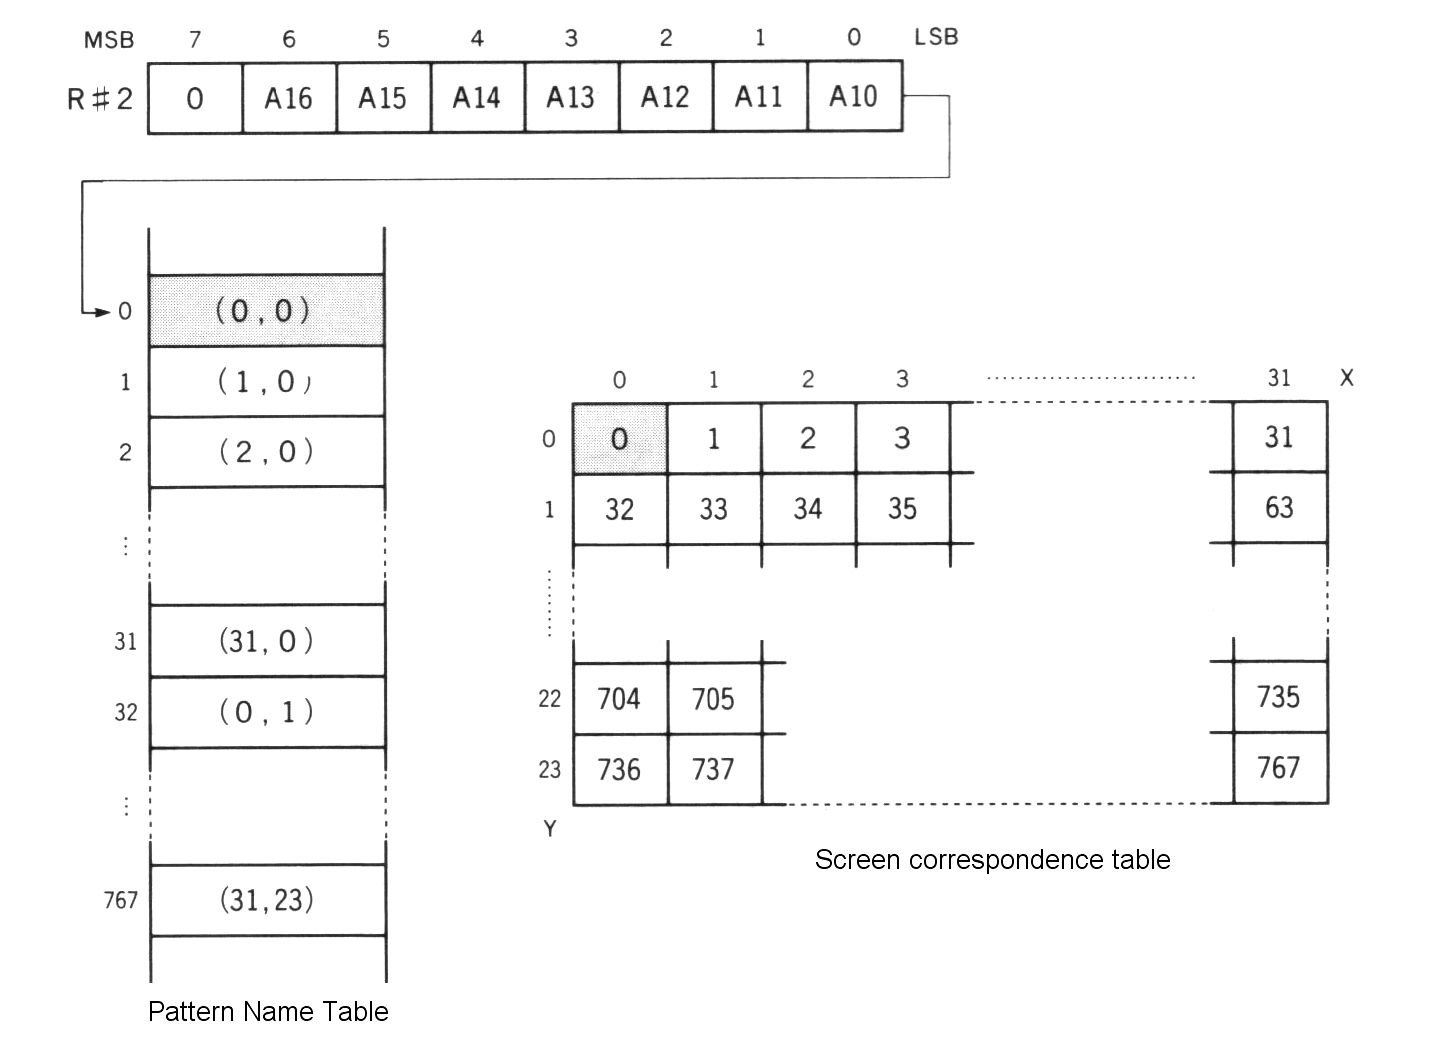 MSB 7 6 5 4 3 2 1 0 LSB
R#2 0 A16 A15 A14 A13 A12 A11 A10
0 (0,0)
1 (1,0)
2 (2,0)
⋮
31 (31,0)
32 (0,1)
⋮
767 (31,23)
Pattern Name Table
0 1 2 3 ............ 31 X
0 0 1 2 3 31
1 32 33 34 35 63
⋮
22 704 705 735
23 736 737 767
Y
Screen correspondence table